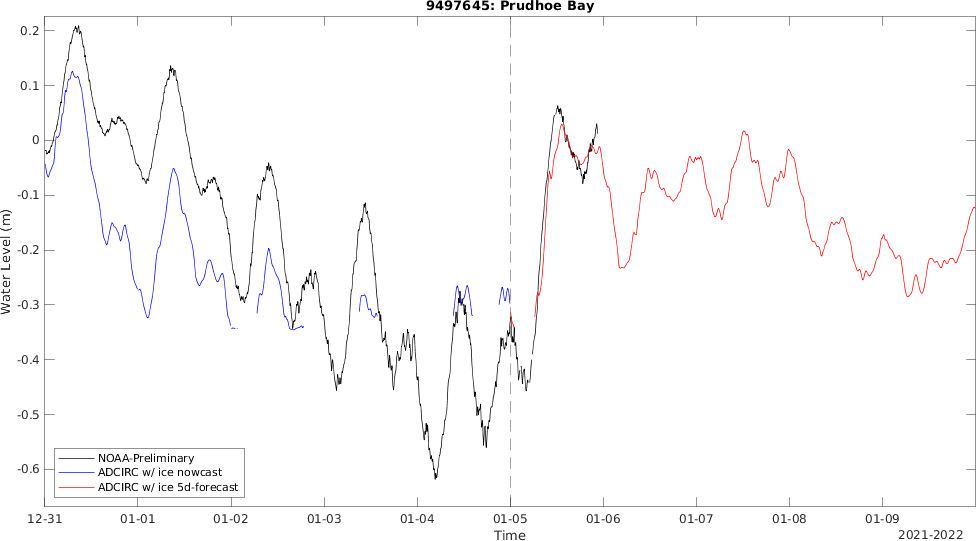 9497645: Prudhoe Bay
0.2
0.1
0
-0.1
-0.2
-0.3
-0.4
-0.5
-0.6
Water Level (m)
NOAA-Preliminary
ADCIRC w/ ice nowcast
ADCIRC w/ ice 5d-forecast
12-31 01-01 01-02 01-03 01-04 01-05 01-06 01-07 01-08 01-09
Time
2021-2022